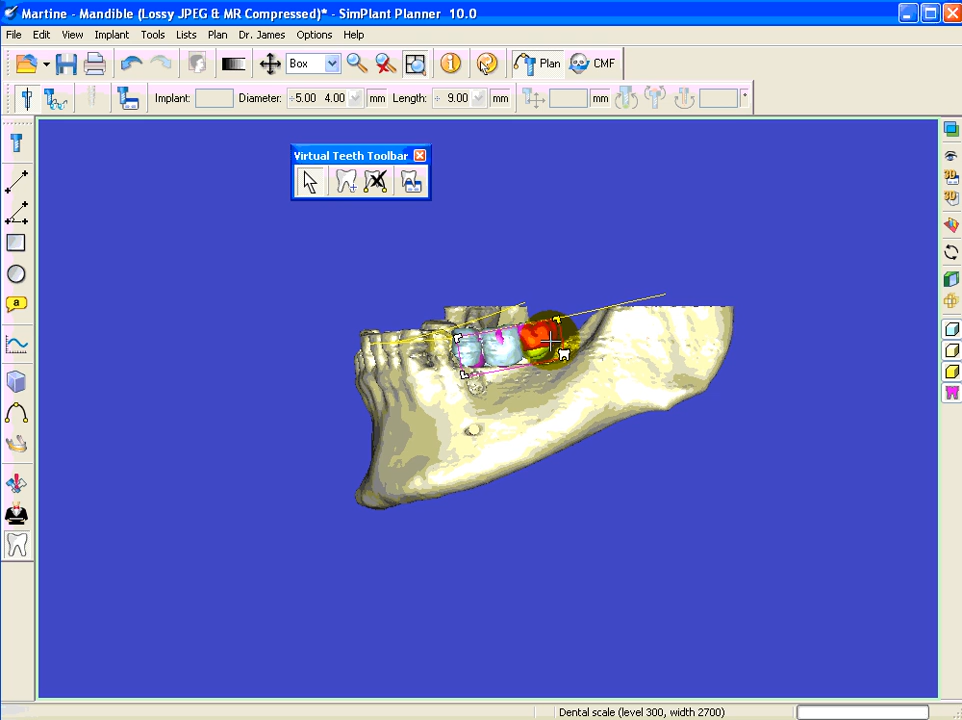 Martine - Mandible (Lossy JPEG & MR Compressed)* - SimPlant Planner 10.0
File Edit View Implant Tools Lists Plan Dr. James Options Help
Box Plan CMF
Implant: Diameter: ÷5.00 4.00 mm Length: ÷ 9.00 mm mm °
Virtual Teeth Toolbar
3D
3D
a
Dental scale (level 300, width 2700)